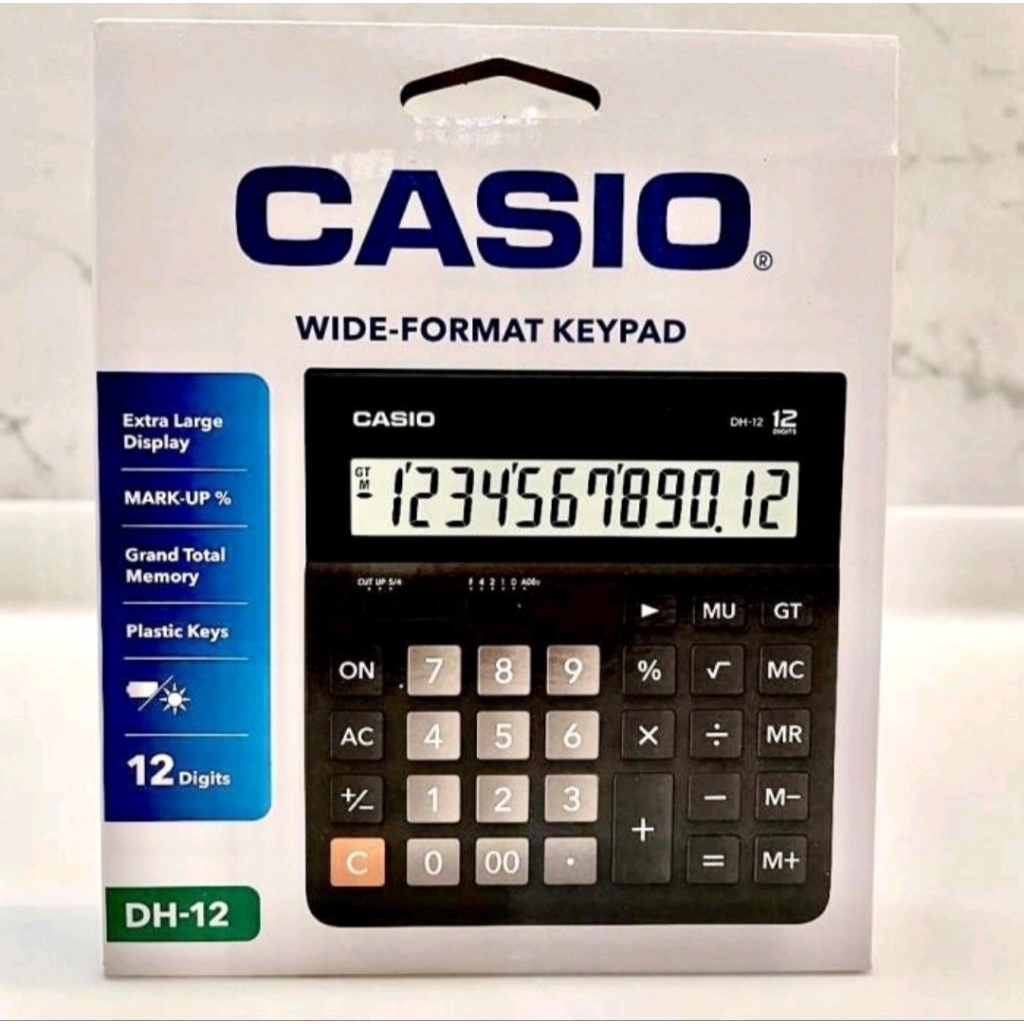 CASIO®
WIDE-FORMAT KEYPAD
Extra Large
Display
MARK-UP %
Grand Total
Memory
Plastic Keys
12 Digits
DH-12
CASIO
DH-12 12
DIGITS
GT
M
-
1'234'567'890.12
CUT UP 5/4
F 4 2 1 0 ADD₂
▶ MU GT
ON 7 8 9 % √ MC
AC 4 5 6 × ÷ MR
+/− 1 2 3 + − M−
C 0 00 · = M+